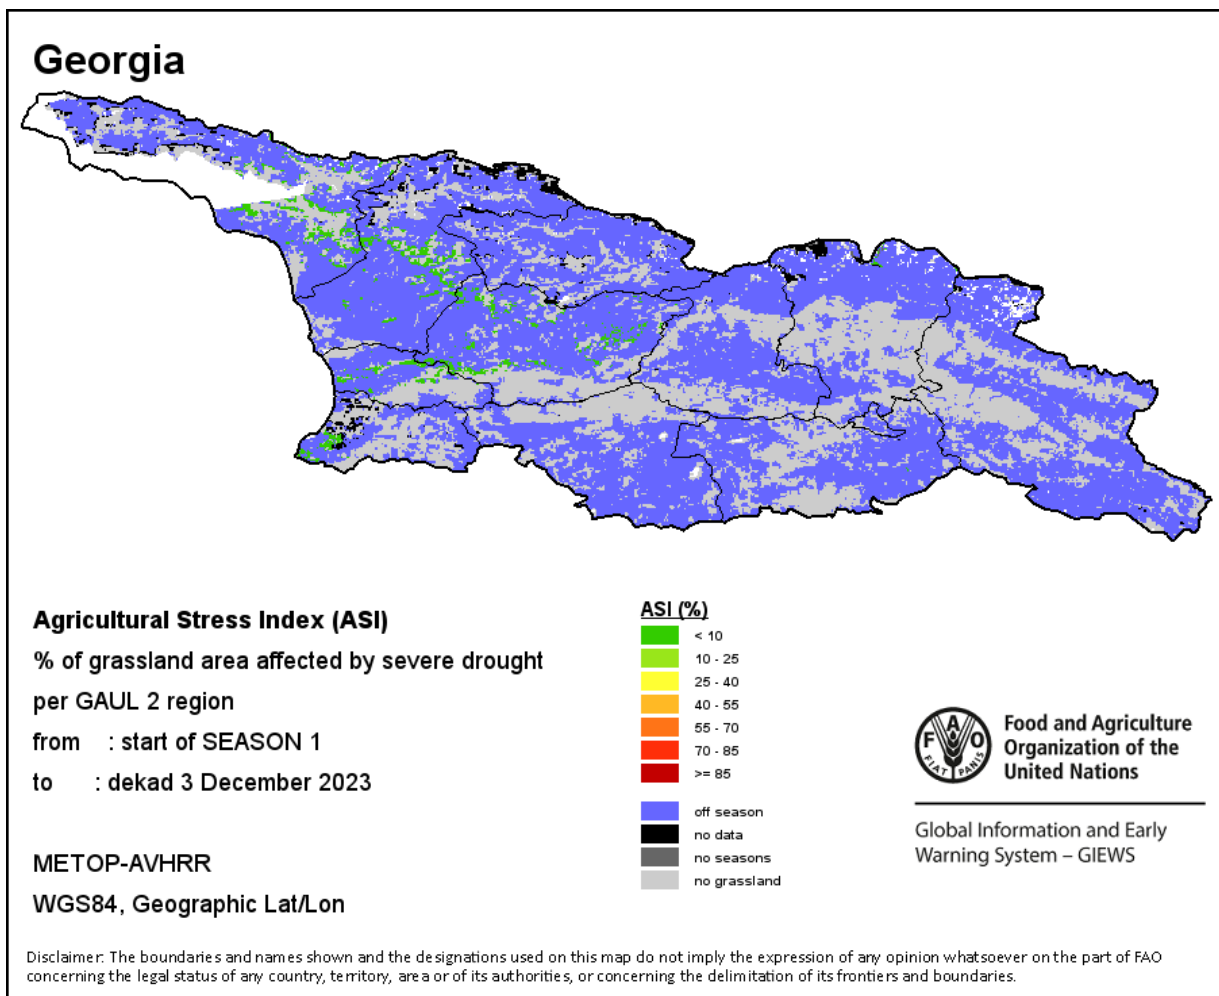 Georgia
Agricultural Stress Index (ASI)
% of grassland area affected by severe drought
per GAUL 2 region
from : start of SEASON 1
to : dekad 3 December 2023
METOP-AVHRR
WGS84, Geographic Lat/Lon
ASI (%)
< 10
10 - 25
25 - 40
40 - 55
55 - 70
70 - 85
>= 85
off season
no data
no seasons
no grassland
F A O
FIAT PANIS
Food and Agriculture
Organization of the
United Nations
Global Information and Early
Warning System – GIEWS
Disclaimer: The boundaries and names shown and the designations used on this map do not imply the expression of any opinion whatsoever on the part of FAO
concerning the legal status of any country, territory, area or of its authorities, or concerning the delimitation of its frontiers and boundaries.